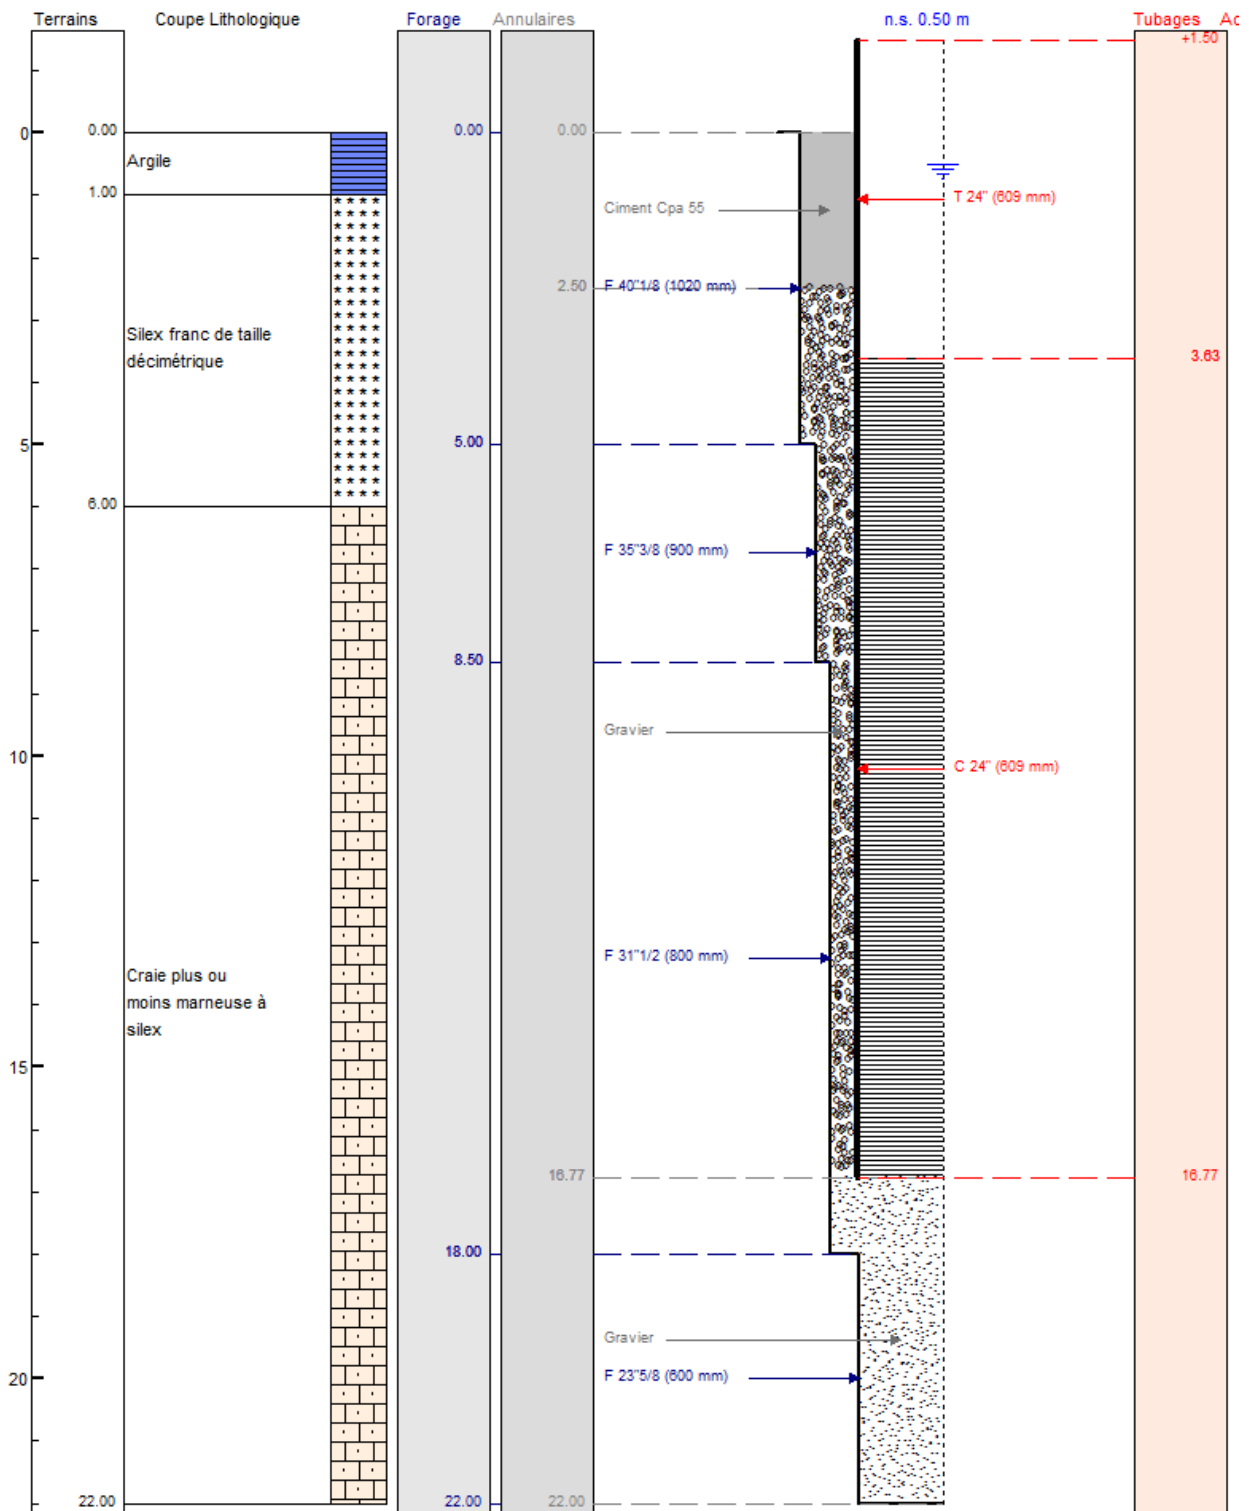 Terrains Coupe Lithologique Forage Annulaires n.s. 0.50 m Tubages Ac
+1.50
0 0.00 0.00 0.00
Argile
1.00
T 24" (609 mm)
Ciment Cpa 55
2.50 F 40"1/8 (1020 mm)
Silex franc de taille
décimétrique
3.63
5 5.00
6.00
F 35"3/8 (900 mm)
8.50
Gravier
10
C 24" (609 mm)
F 31"1/2 (800 mm)
Craie plus ou
moins marneuse à
silex
15
16.77 16.77
18.00
Gravier
F 23"5/8 (600 mm)
20
22.00 22.00 22.00